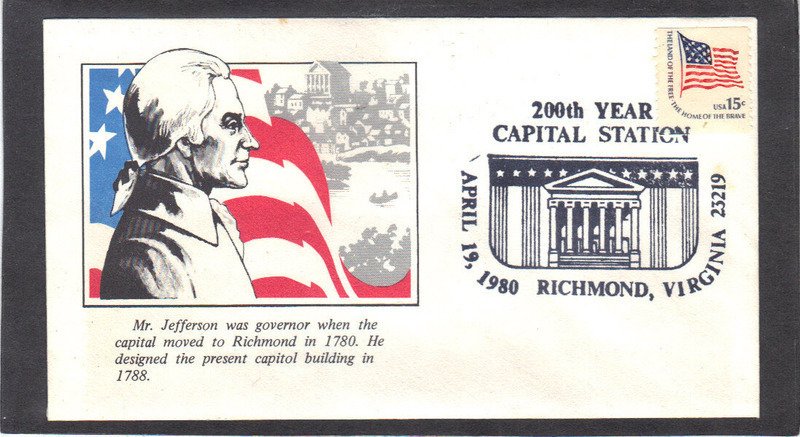 THE LAND OF THE FREE THE HOME OF THE BRAVE
USA 15c
200th YEAR
CAPITAL STATION
APRIL 19, 1980 RICHMOND, VIRGINIA 23219
Mr. Jefferson was governor when the
capital moved to Richmond in 1780. He
designed the present capitol building in
1788.